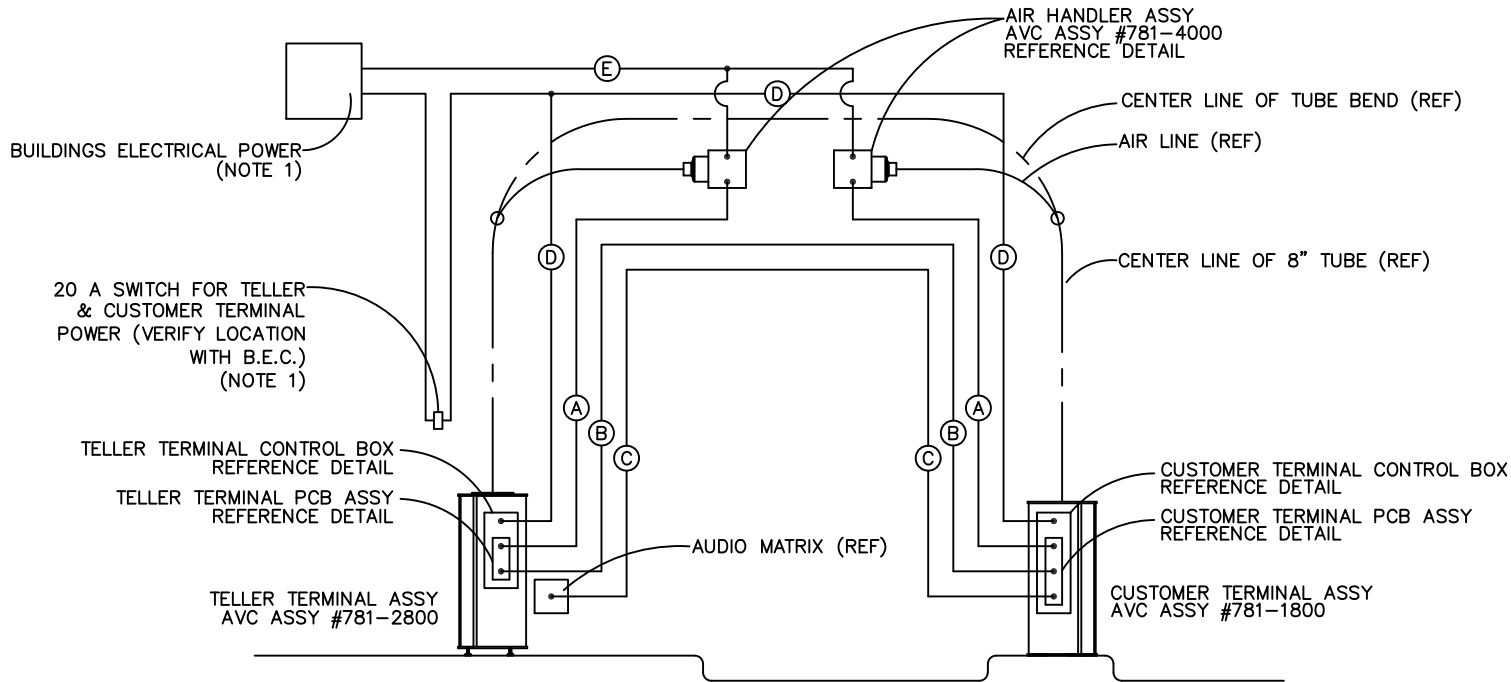 AIR HANDLER ASSY
AVC ASSY #781-4000
REFERENCE DETAIL
E
D
CENTER LINE OF TUBE BEND (REF)
AIR LINE (REF)
BUILDINGS ELECTRICAL POWER
(NOTE 1)
D
D
CENTER LINE OF 8" TUBE (REF)
20 A SWITCH FOR TELLER
& CUSTOMER TERMINAL
POWER (VERIFY LOCATION
WITH B.E.C.)
(NOTE 1)
A
B
C
C
B
A
TELLER TERMINAL CONTROL BOX
REFERENCE DETAIL
TELLER TERMINAL PCB ASSY
REFERENCE DETAIL
CUSTOMER TERMINAL CONTROL BOX
REFERENCE DETAIL
CUSTOMER TERMINAL PCB ASSY
REFERENCE DETAIL
AUDIO MATRIX (REF)
TELLER TERMINAL ASSY
AVC ASSY #781-2800
CUSTOMER TERMINAL ASSY
AVC ASSY #781-1800